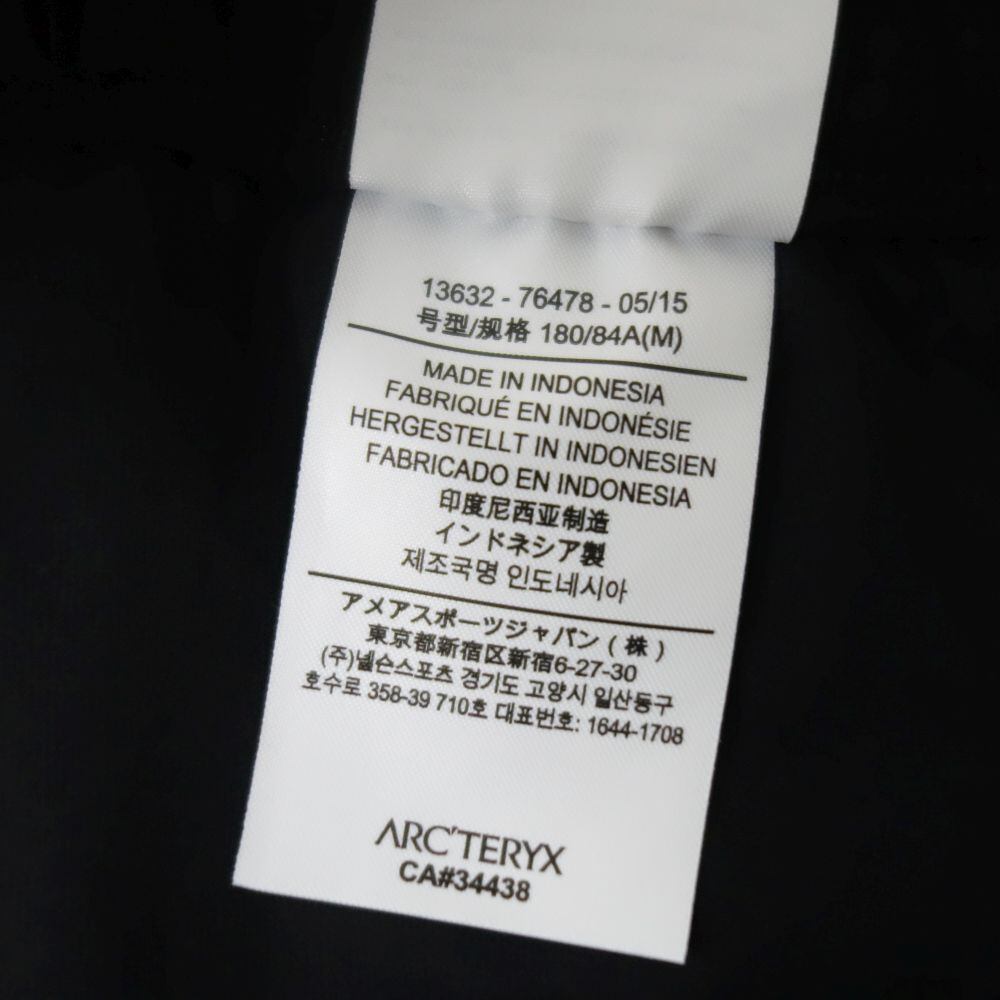 13632 - 76478 - 05/15
号型/规格 180/84A(M)
MADE IN INDONESIA
FABRIQUÉ EN INDONÉSIE
HERGESTELLT IN INDONESIEN
FABRICADO EN INDONESIA
印度尼西亚制造
インドネシア製
제조국명 인도네시아
アメアスポーツジャパン(株)
東京都新宿区新宿6-27-30
(주)넬슨스포츠 경기도 고양시 일산동구
호수로 358-39 710호 대표번호: 1644-1708
ARC'TERYX
CA#34438